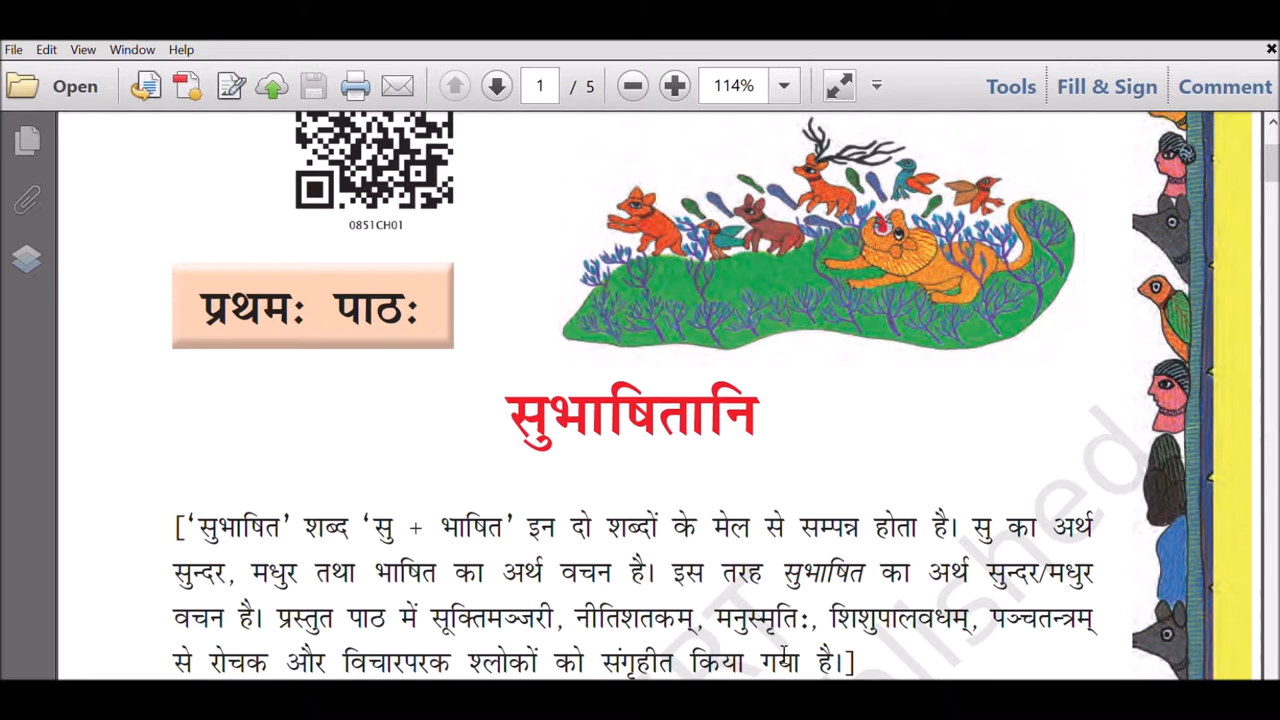 File Edit View Window Help
Open 1 / 5 114% Tools Fill & Sign Comment
0851CH01
प्रथमः पाठः
सुभाषितानि
[‘सुभाषित’ शब्द ‘सु + भाषित’ इन दो शब्दों के मेल से सम्पन्न होता है। सु का अर्थ
सुन्दर, मधुर तथा भाषित का अर्थ वचन है। इस तरह सुभाषित का अर्थ सुन्दर/मधुर
वचन है। प्रस्तुत पाठ में सूक्तिमञ्जरी, नीतिशतकम्, मनुस्मृतिः, शिशुपालवधम्, पञ्चतन्त्रम्
से रोचक और विचारपरक श्लोकों को संगृहीत किया गया है।]